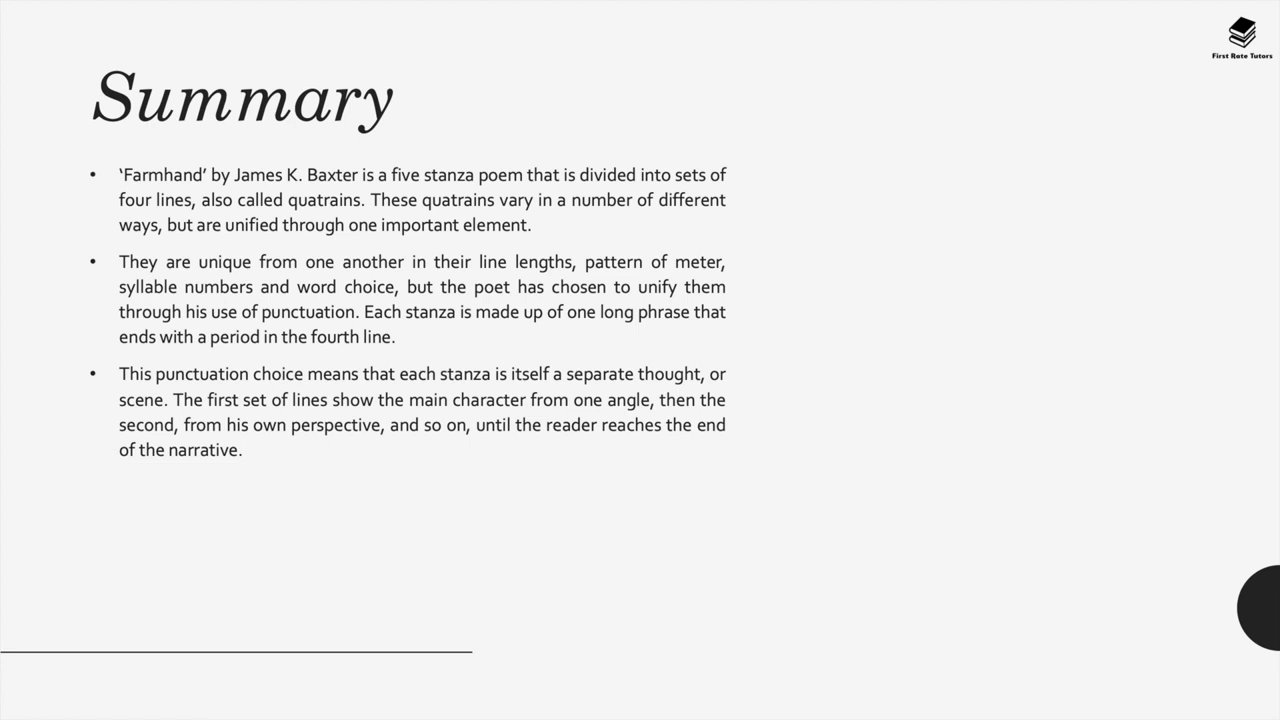 First Rate Tutors
Summary
• ‘Farmhand’ by James K. Baxter is a five stanza poem that is divided into sets of
four lines, also called quatrains. These quatrains vary in a number of different
ways, but are unified through one important element.
• They are unique from one another in their line lengths, pattern of meter,
syllable numbers and word choice, but the poet has chosen to unify them
through his use of punctuation. Each stanza is made up of one long phrase that
ends with a period in the fourth line.
• This punctuation choice means that each stanza is itself a separate thought, or
scene. The first set of lines show the main character from one angle, then the
second, from his own perspective, and so on, until the reader reaches the end
of the narrative.